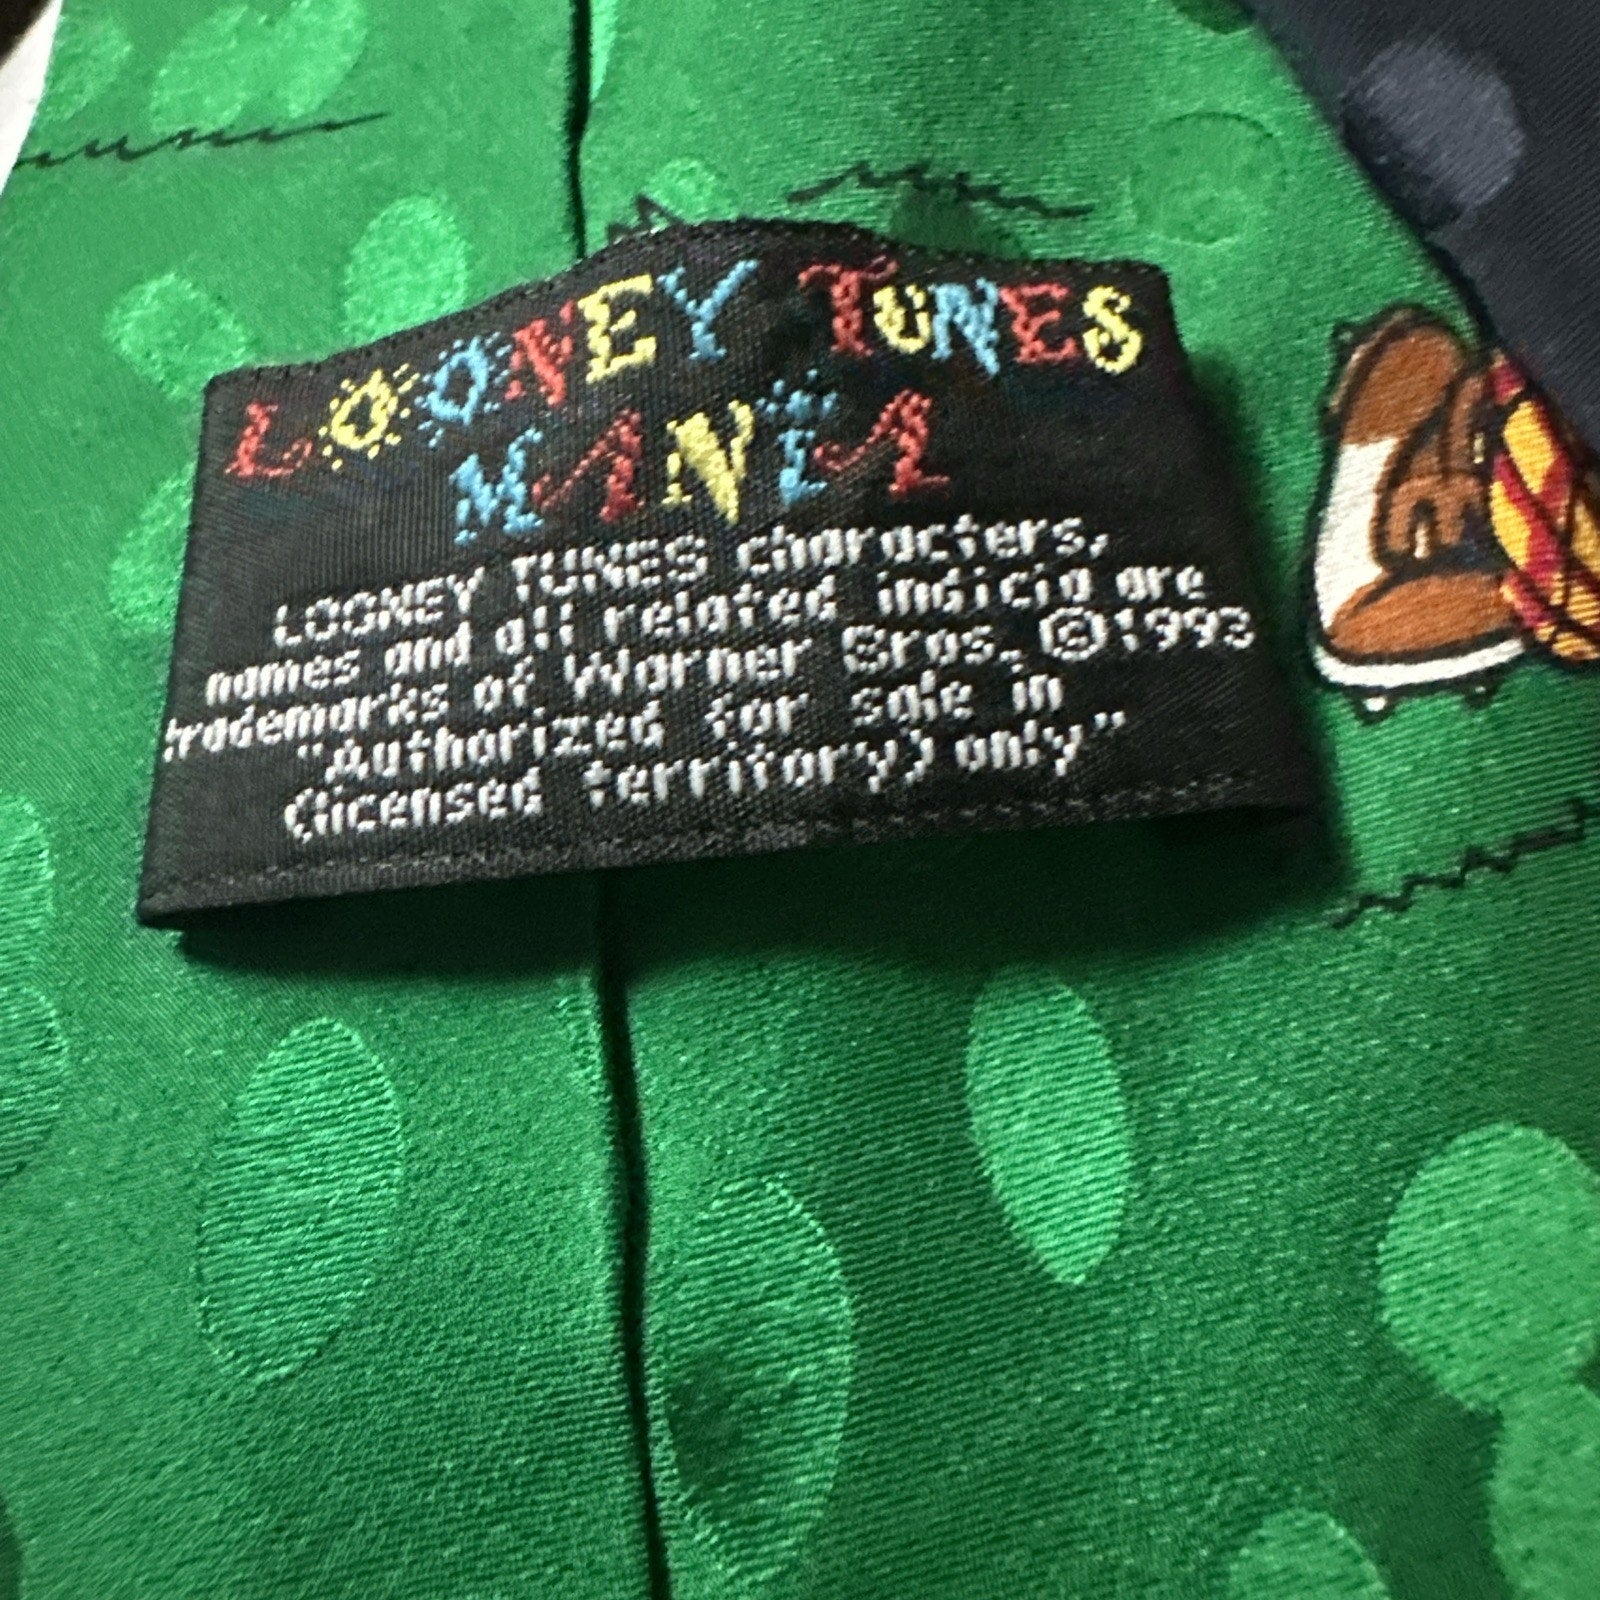 LOONEY TUNES
MANIA
LOONEY TUNES characters,
names and all related indicia are
trademarks of Warner Bros. ©1993
"Authorized for sale in
(licensed territory) only"